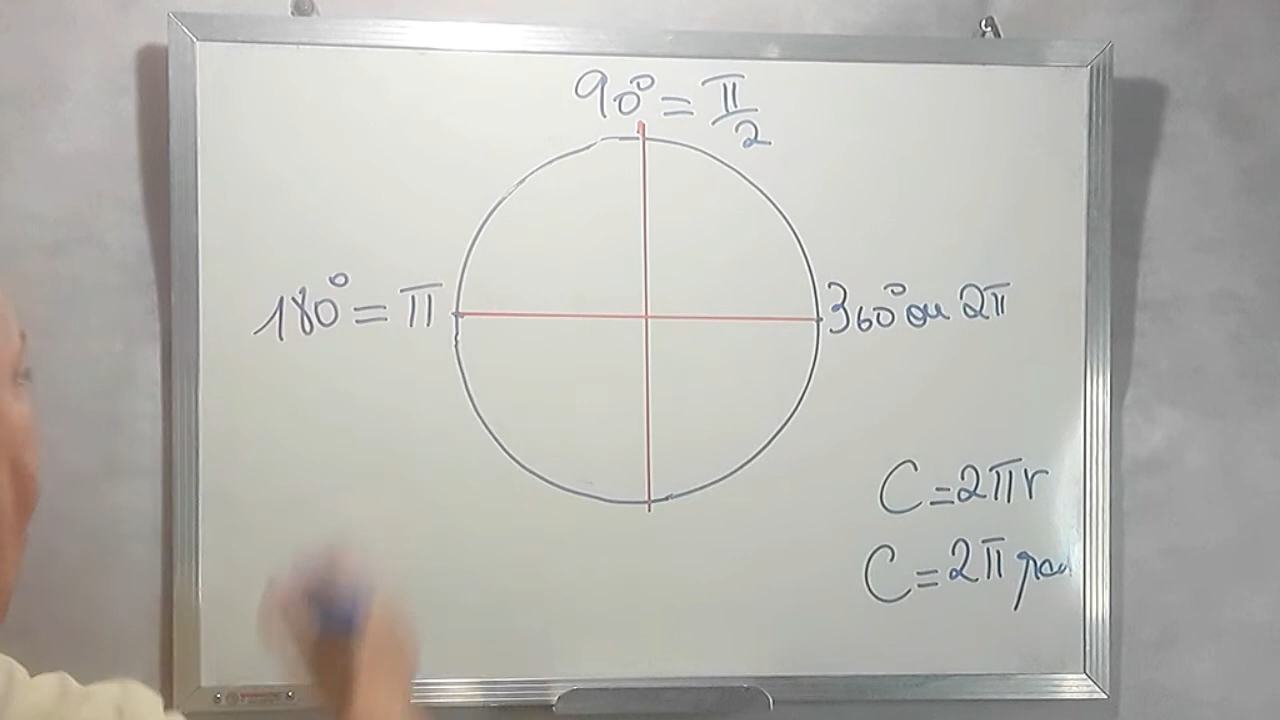 90° = π/2
180° = π
360° ou 2π
C = 2πr
C = 2π rad